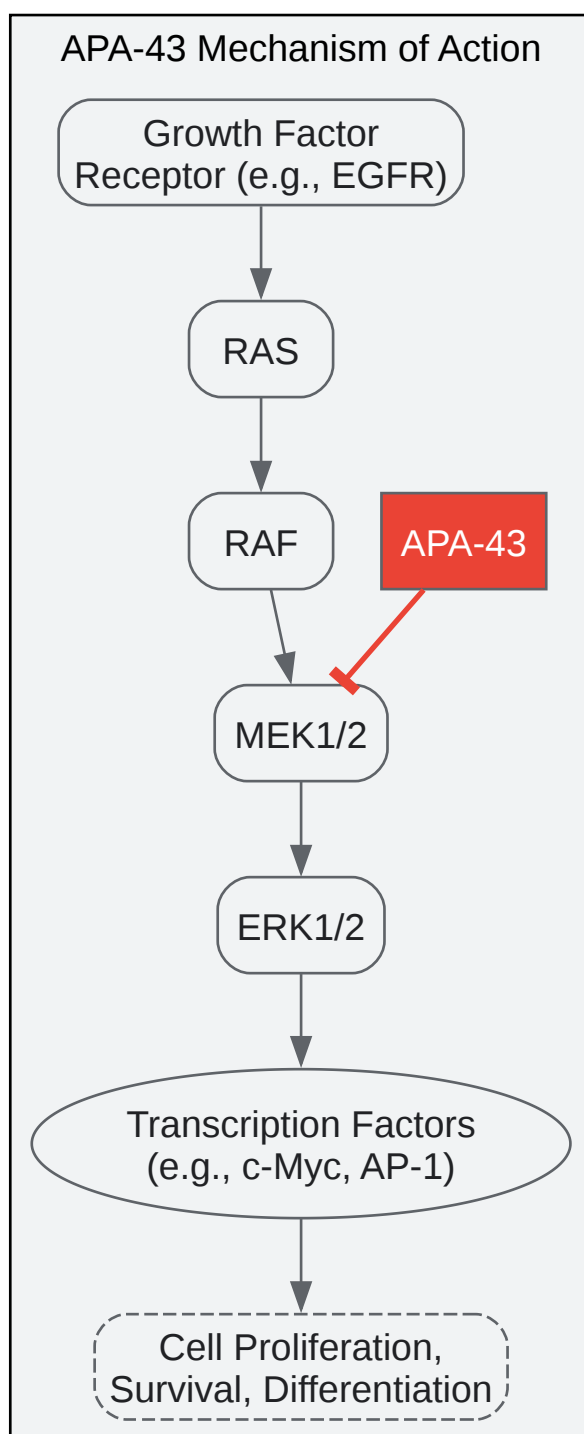 APA-43 Mechanism of Action
Growth Factor
Receptor (e.g., EGFR)
RAS
RAF
APA-43
MEK1/2
ERK1/2
Transcription Factors
(e.g., c-Myc, AP-1)
Cell Proliferation,
Survival, Differentiation